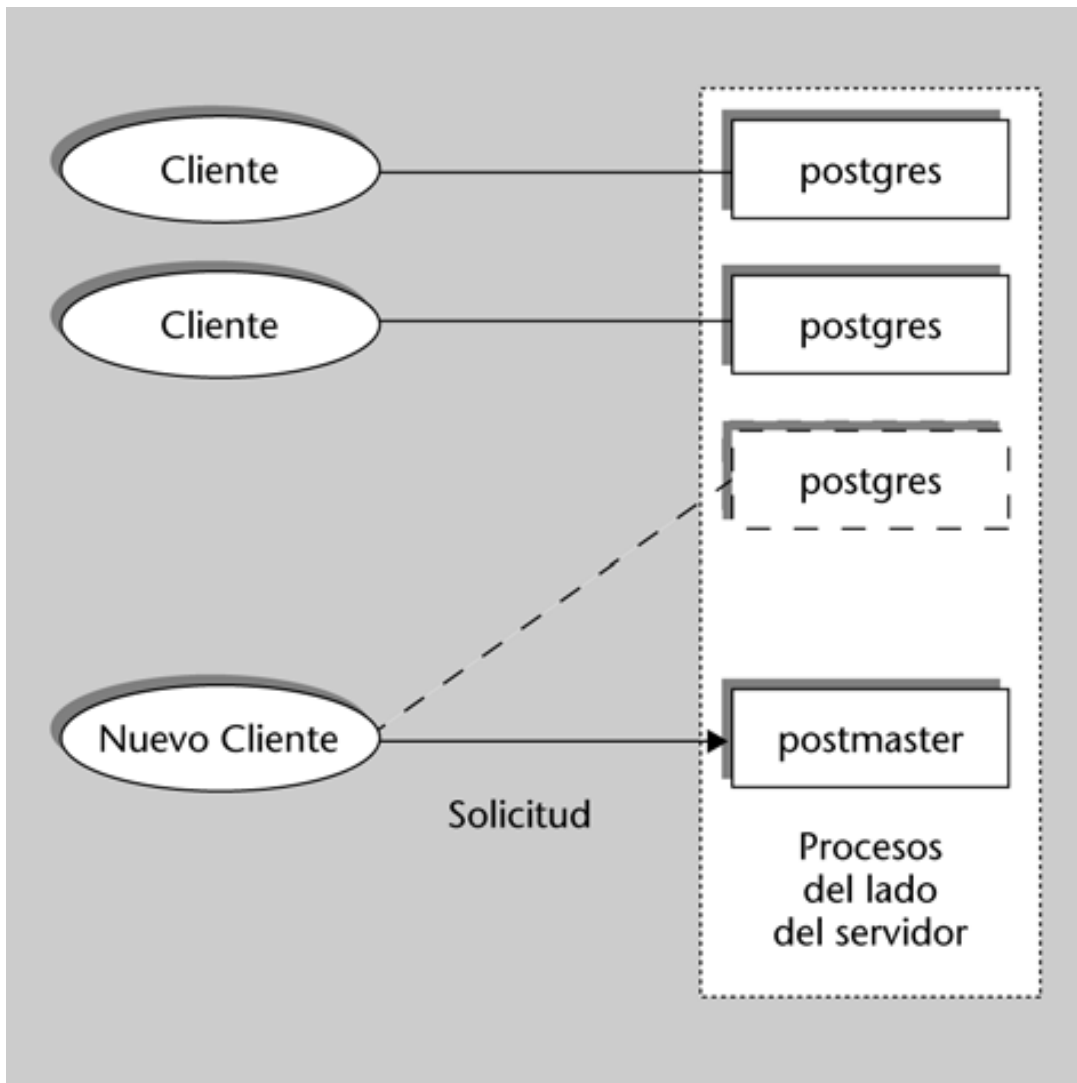 Cliente
postgres
Cliente
postgres
postgres
Nuevo Cliente
postmaster
Solicitud
Procesos
del lado
del servidor